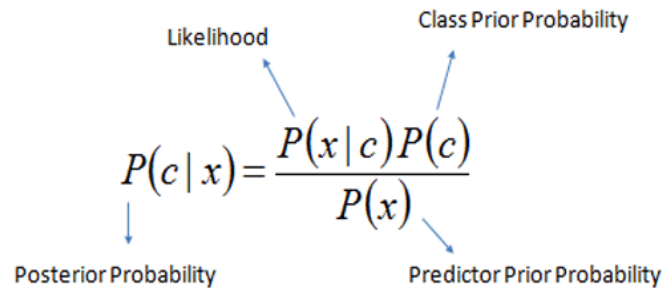 Likelihood
Class Prior Probability
P(c | x) = P(x | c)P(c) / P(x)
Posterior Probability
Predictor Prior Probability